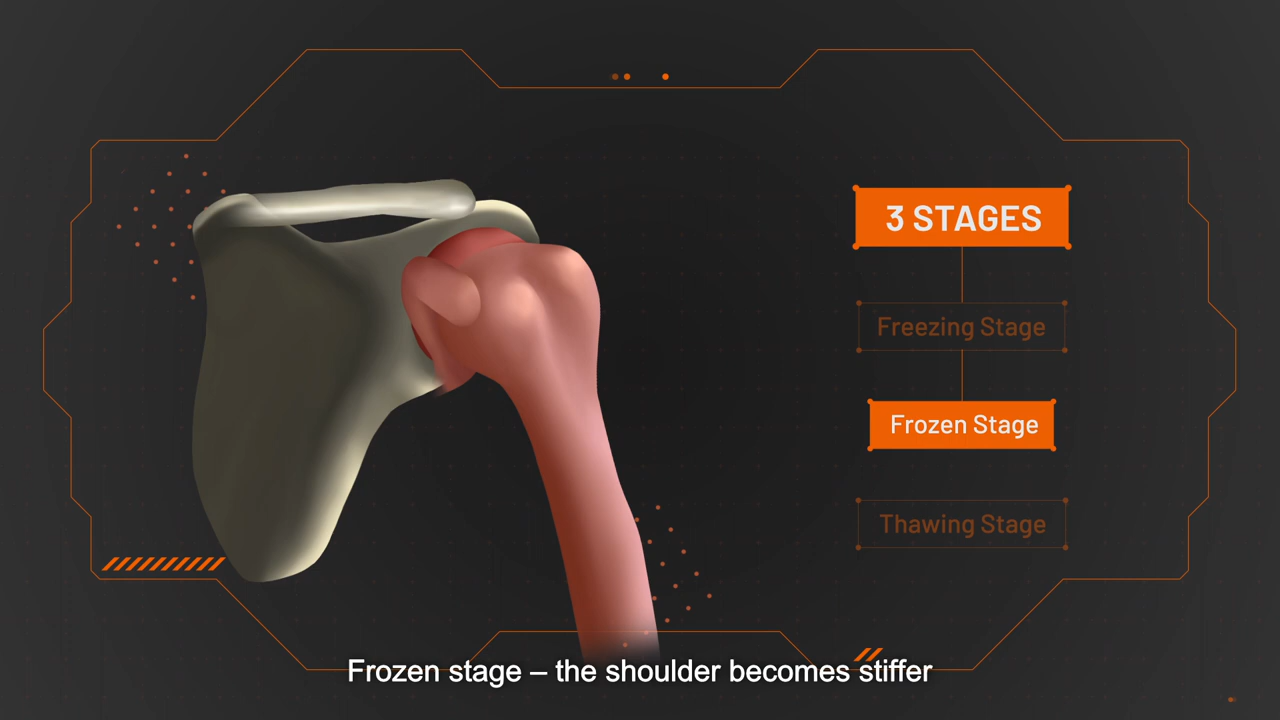 3 STAGES
Freezing Stage
Frozen Stage
Thawing Stage
Frozen stage – the shoulder becomes stiffer